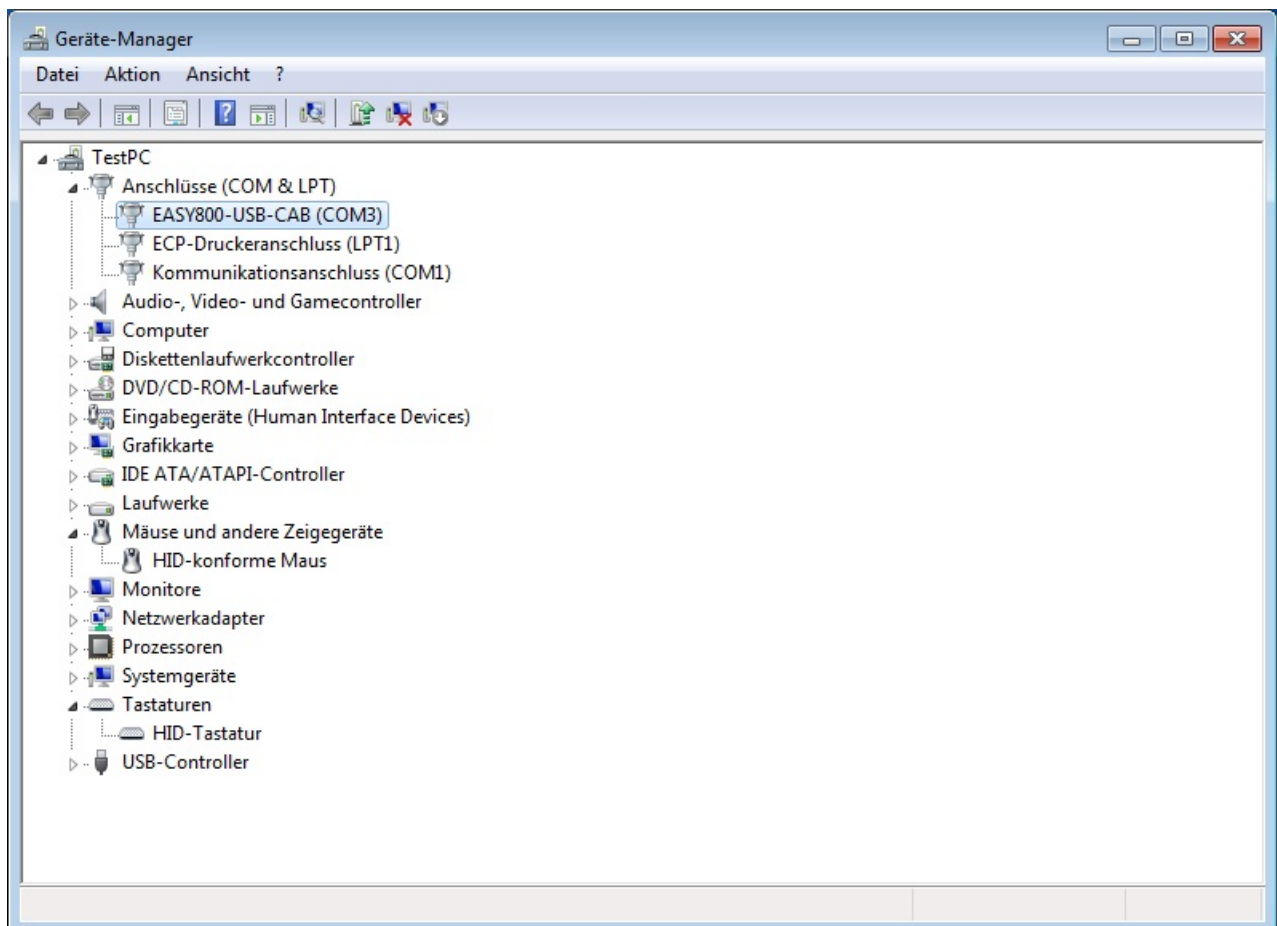 Geräte-Manager
Datei Aktion Ansicht ?
TestPC
Anschlüsse (COM & LPT)
EASY800-USB-CAB (COM3)
ECP-Druckeranschluss (LPT1)
Kommunikationsanschluss (COM1)
Audio-, Video- und Gamecontroller
Computer
Diskettenlaufwerkcontroller
DVD/CD-ROM-Laufwerke
Eingabegeräte (Human Interface Devices)
Grafikkarte
IDE ATA/ATAPI-Controller
Laufwerke
Mäuse und andere Zeigegeräte
HID-konforme Maus
Monitore
Netzwerkadapter
Prozessoren
Systemgeräte
Tastaturen
HID-Tastatur
USB-Controller